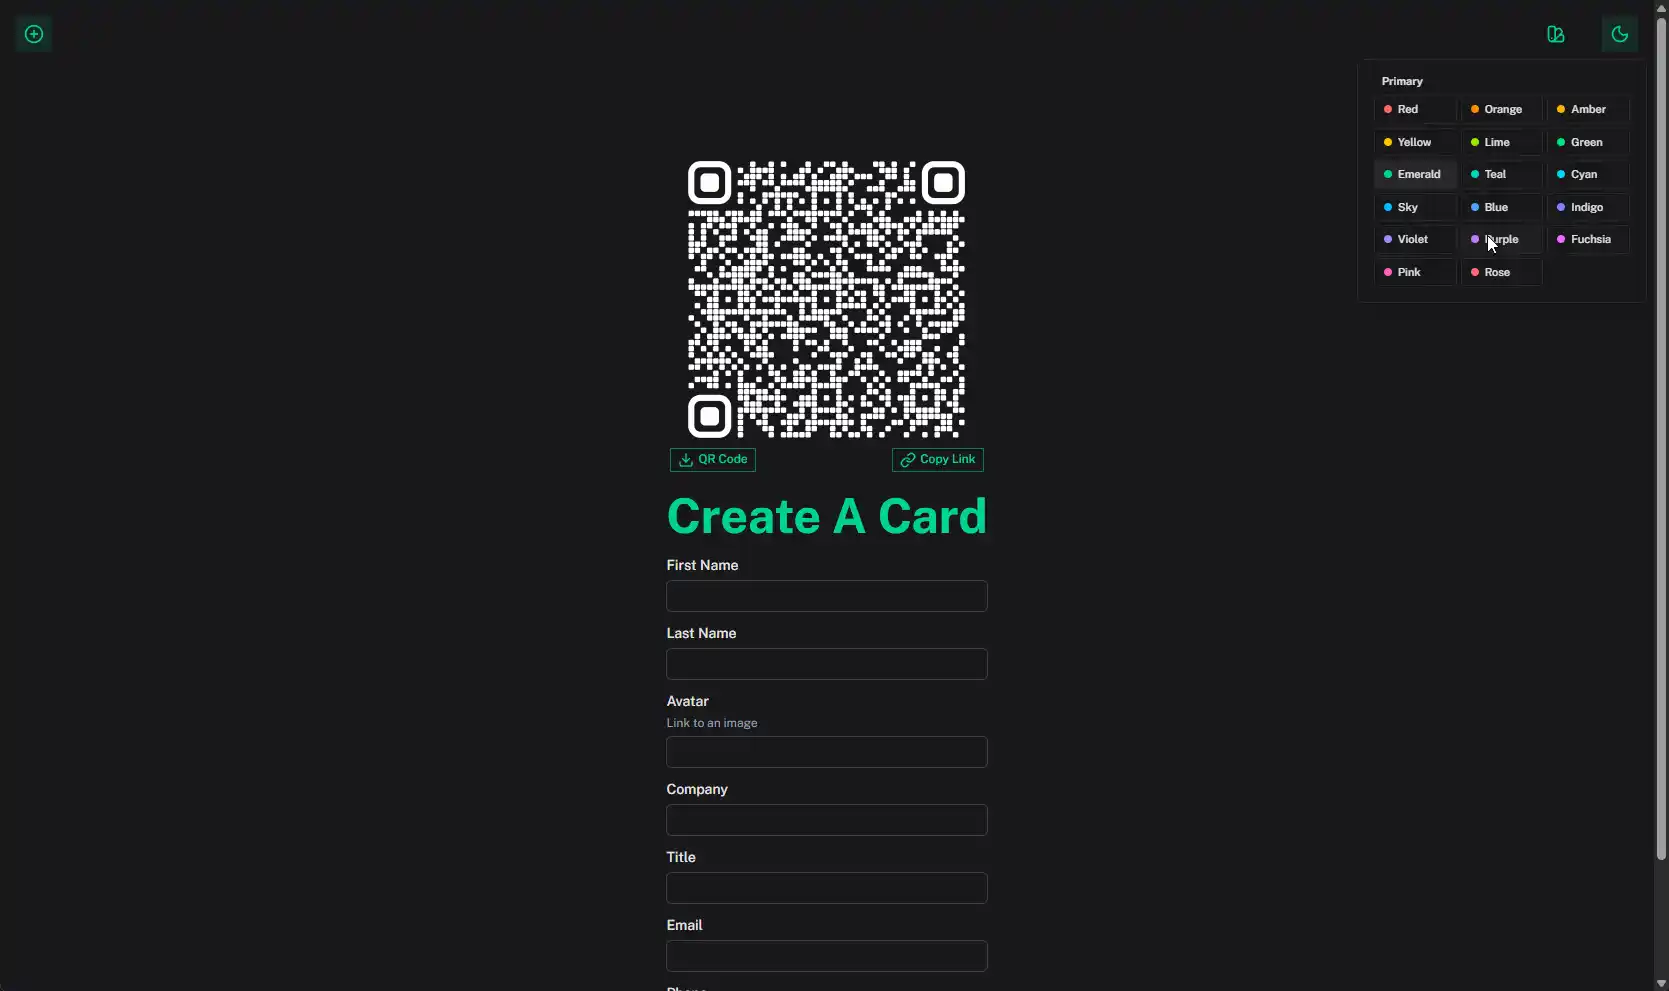 Primary
Red Orange Amber
Yellow Lime Green
Emerald Teal Cyan
Sky Blue Indigo
Violet Purple Fuchsia
Pink Rose
QR Code Copy Link
Create A Card
First Name
Last Name
Avatar
Link to an image
Company
Title
Email
Phone